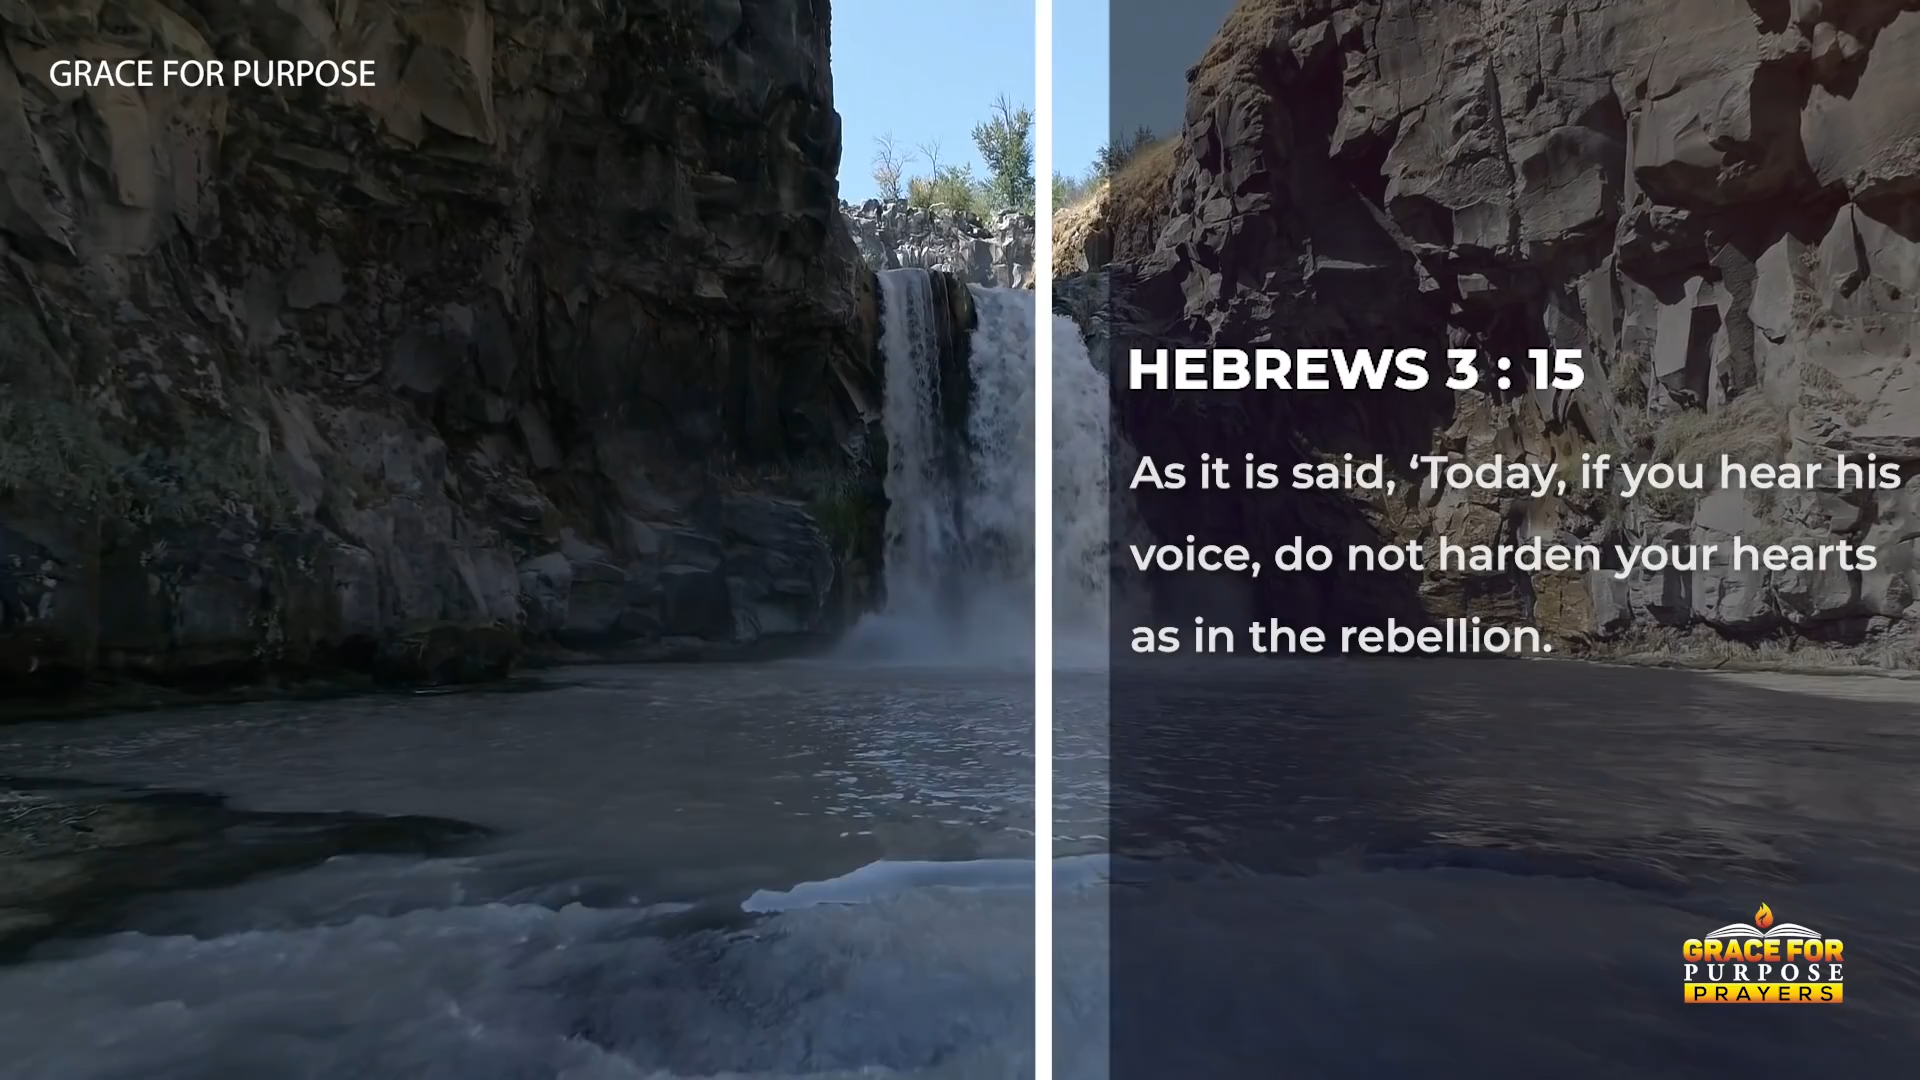 GRACE FOR PURPOSE
HEBREWS 3 : 15
As it is said, ‘Today, if you hear his
voice, do not harden your hearts
as in the rebellion.
GRACE FOR
PURPOSE
PRAYERS